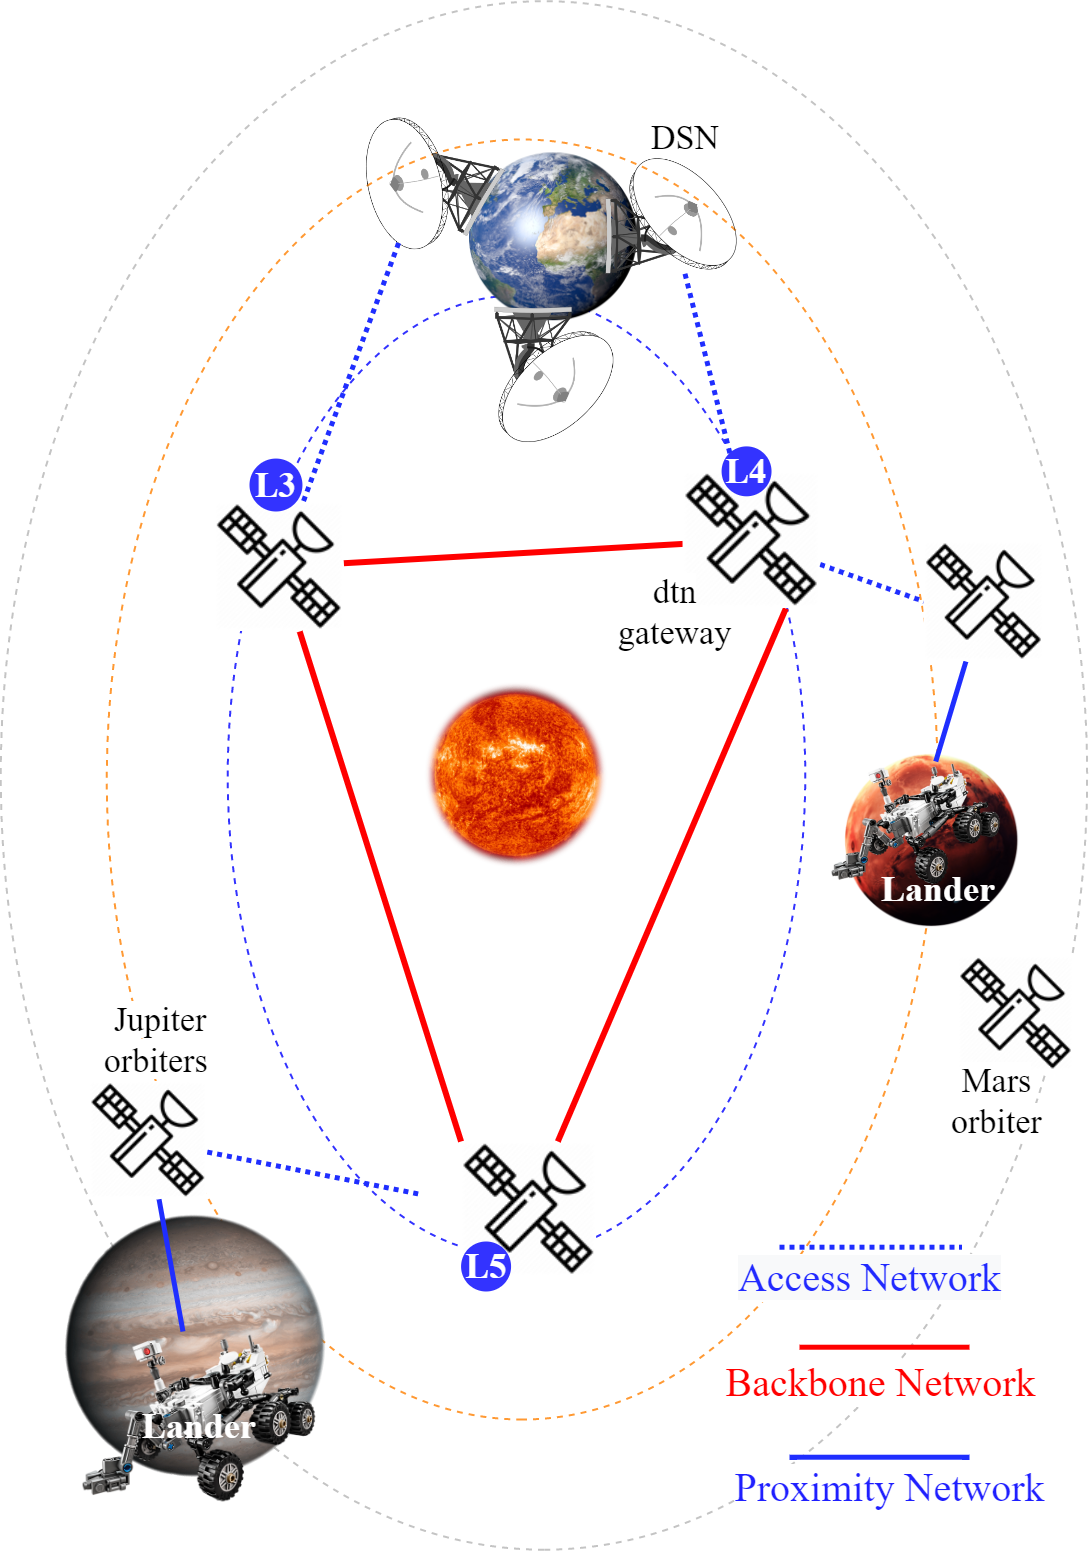 DSN
L3
L4
dtn
gateway
Lander
Jupiter
orbiters
Mars
orbiter
L5
Access Network
Backbone Network
Lander
Proximity Network